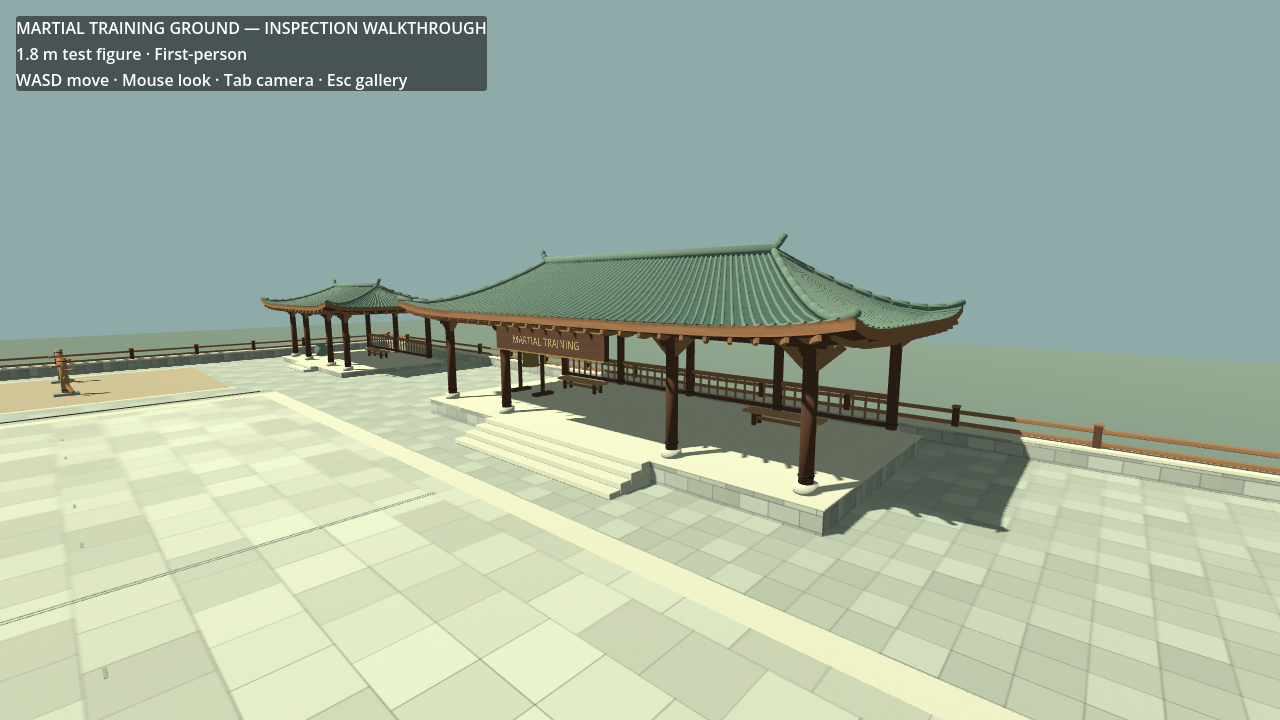 MARTIAL TRAINING GROUND — INSPECTION WALKTHROUGH
1.8 m test figure · First-person
WASD move · Mouse look · Tab camera · Esc gallery
MARTIAL TRAINING